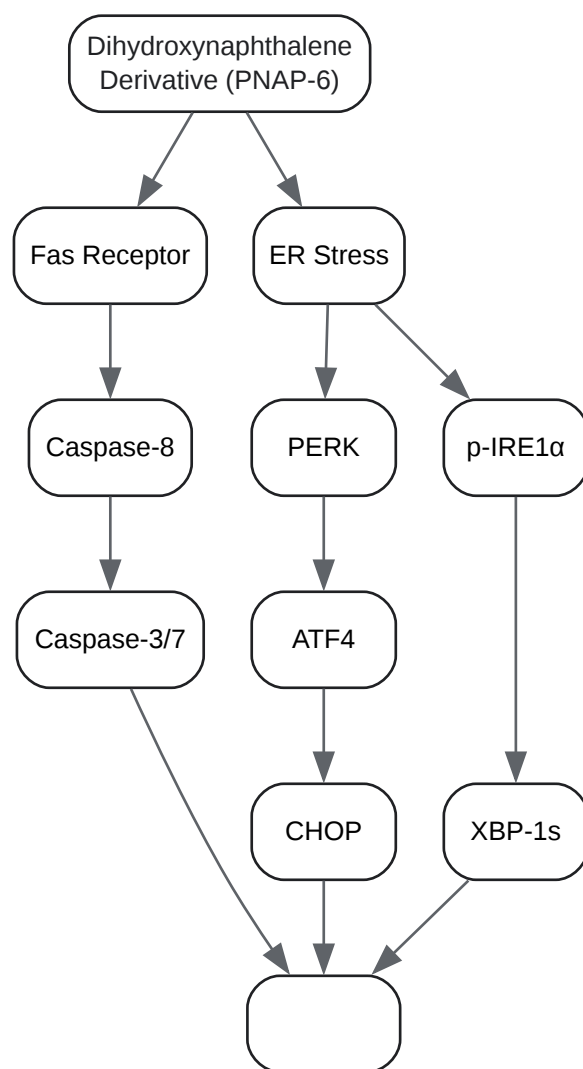 Dihydroxynaphthalene
Derivative (PNAP-6)
Fas Receptor
ER Stress
Caspase-8
PERK
p-IRE1α
Caspase-3/7
ATF4
CHOP
XBP-1s